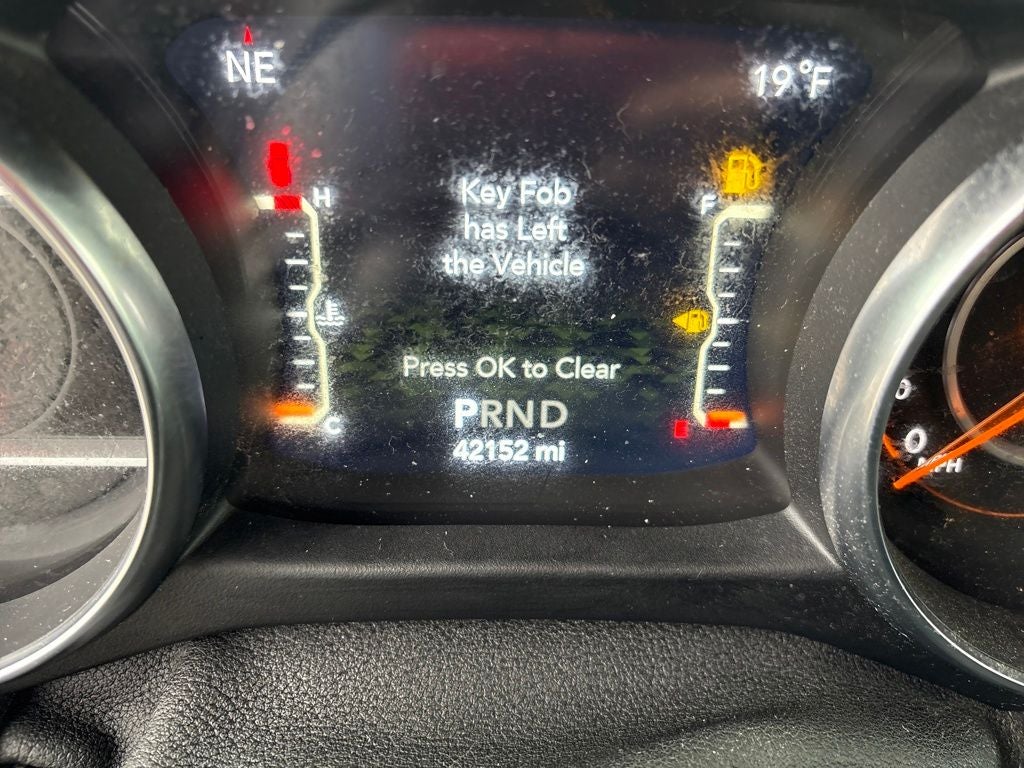 NE
19°F
H
F
Key Fob
has Left
the Vehicle
Press OK to Clear
C
PRND
42152 mi
0
MPH